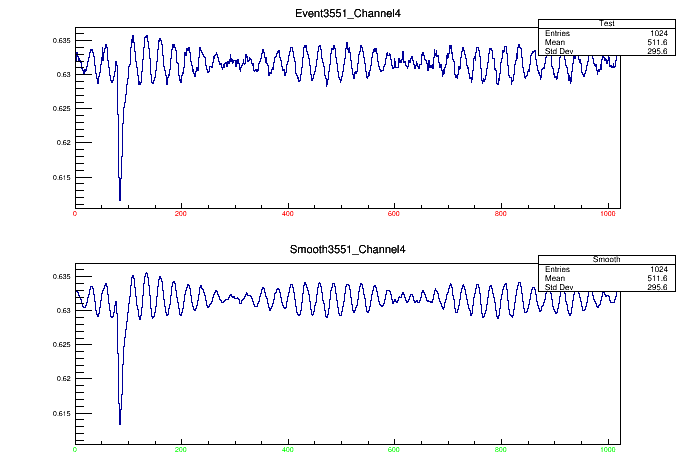 Event3551_Channel4
Test
Entries 1024
Mean 511.6
Std Dev 295.6
0.635
0.63
0.625
0.62
0.615
0 200 400 600 800 1000
Smooth3551_Channel4
Smooth
Entries 1024
Mean 511.6
Std Dev 295.6
0.635
0.63
0.625
0.62
0.615
0 200 400 600 800 1000